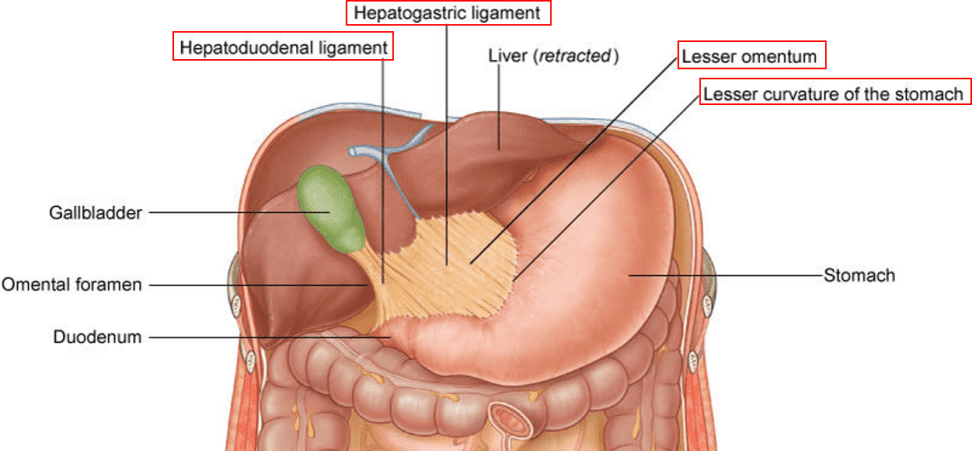 Hepatogastric ligament
Hepatoduodenal ligament
Liver (retracted)
Lesser omentum
Lesser curvature of the stomach
Gallbladder
Omental foramen
Stomach
Duodenum